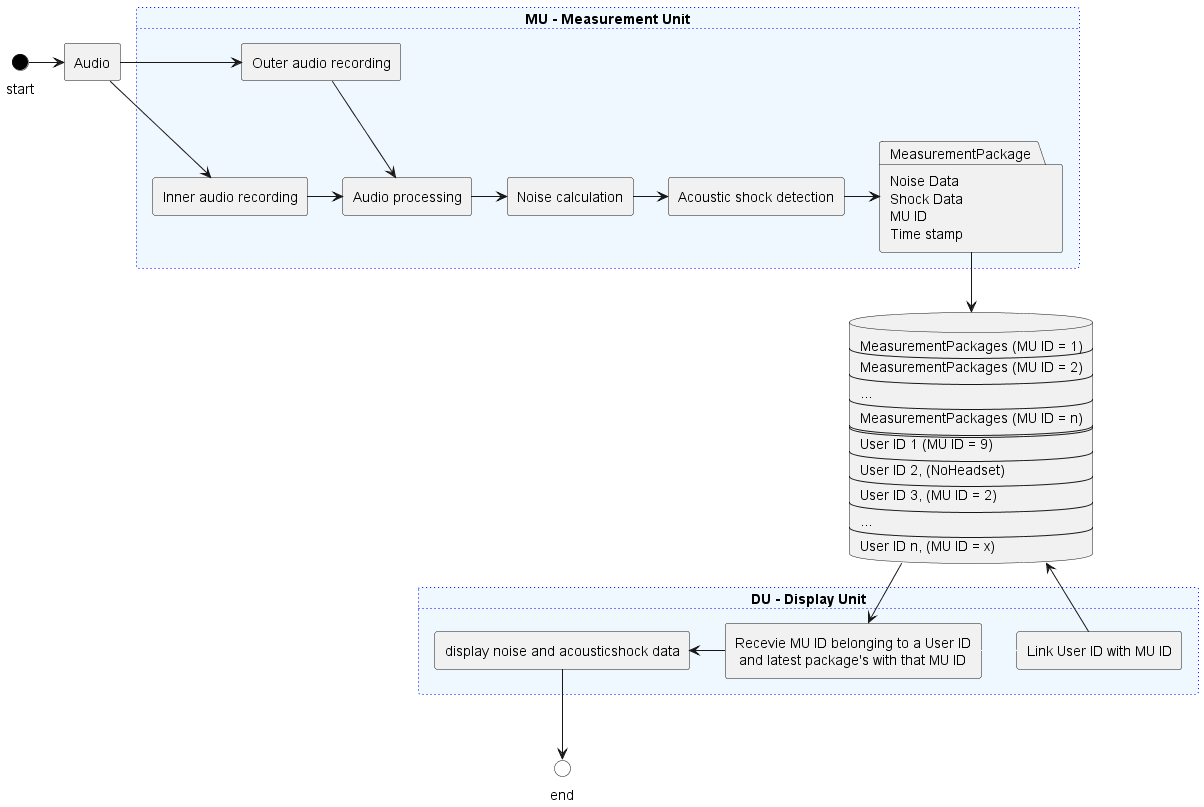 MU - Measurement Unit
start
Audio
Outer audio recording
Inner audio recording
Audio processing
Noise calculation
Acoustic shock detection
MeasurementPackage
Noise Data
Shock Data
MU ID
Time stamp
MeasurementPackages (MU ID = 1)
MeasurementPackages (MU ID = 2)
...
MeasurementPackages (MU ID = n)
User ID 1 (MU ID = 9)
User ID 2, (NoHeadset)
User ID 3, (MU ID = 2)
...
User ID n, (MU ID = x)
DU - Display Unit
display noise and acousticshock data
Recevie MU ID belonging to a User ID
and latest package's with that MU ID
Link User ID with MU ID
end